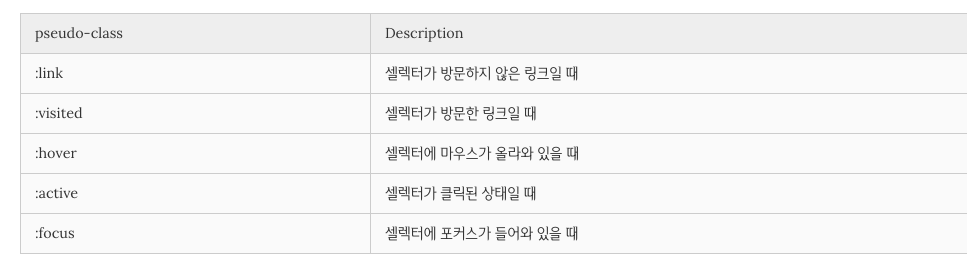 pseudo-class Description
:link 셀렉터가 방문하지 않은 링크일 때
:visited 셀렉터가 방문한 링크일 때
:hover 셀렉터에 마우스가 올라와 있을 때
:active 셀렉터가 클릭된 상태일 때
:focus 셀렉터에 포커스가 들어와 있을 때